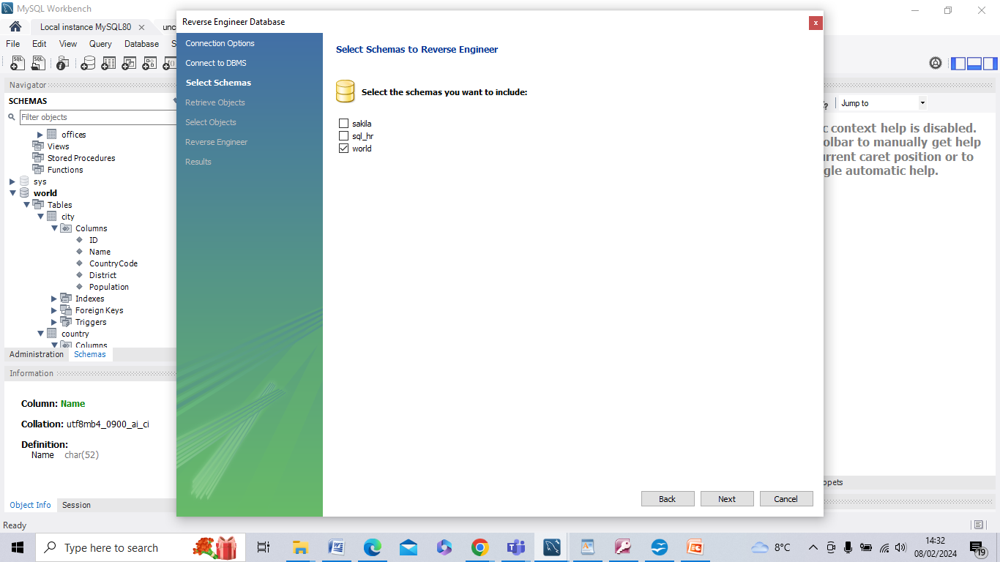 MySQL Workbench
Local instance MySQL80
unc
File Edit View Query Database S
Navigator
SCHEMAS
Filter objects
offices
Views
Stored Procedures
Functions
sys
world
Tables
city
Columns
ID
Name
CountryCode
District
Population
Indexes
Foreign Keys
Triggers
country
Columns
Administration Schemas
Information
Column: Name
Collation: utf8mb4_0900_ai_ci
Definition:
Name char(52)
Object Info Session
Ready
Reverse Engineer Database
Connection Options
Connect to DBMS
Select Schemas
Retrieve Objects
Select Objects
Reverse Engineer
Results
Select Schemas to Reverse Engineer
Select the schemas you want to include:
sakila
sql_hr
world
Back Next Cancel
Jump to
c context help is disabled.
olbar to manually get help
urrent caret position or to
gle automatic help.
ppets
Type here to search
8°C
14:32
08/02/2024
19